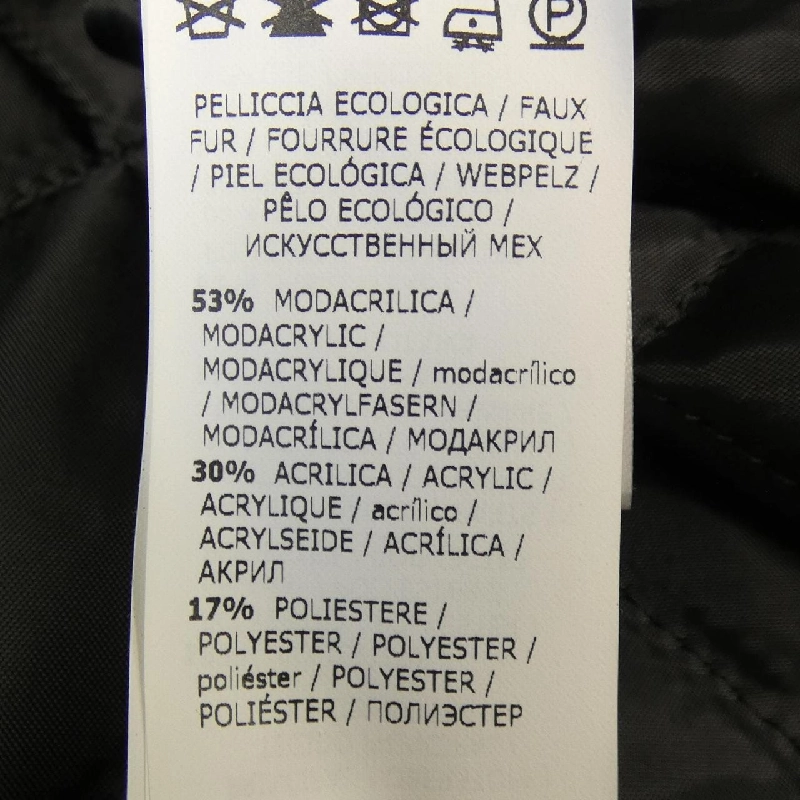 P
PELLICCIA ECOLOGICA / FAUX
FUR / FOURRURE ÉCOLOGIQUE
/ PIEL ECOLÓGICA / WEBPELZ /
PÊLO ECOLÓGICO /
ИСКУССТВЕННЫЙ МЕХ
53% MODACRILICA /
MODACRYLIC /
MODACRYLIQUE / modacrílico
/ MODACRYLFASERN /
MODACRÍLICA / МОДАКРИЛ
30% ACRILICA / ACRYLIC /
ACRYLIQUE / acrílico /
ACRYLSEIDE / ACRÍLICA /
АКРИЛ
17% POLIESTERE /
POLYESTER / POLYESTER /
poliéster / POLYESTER /
POLIÉSTER / ПОЛИЭСТЕР